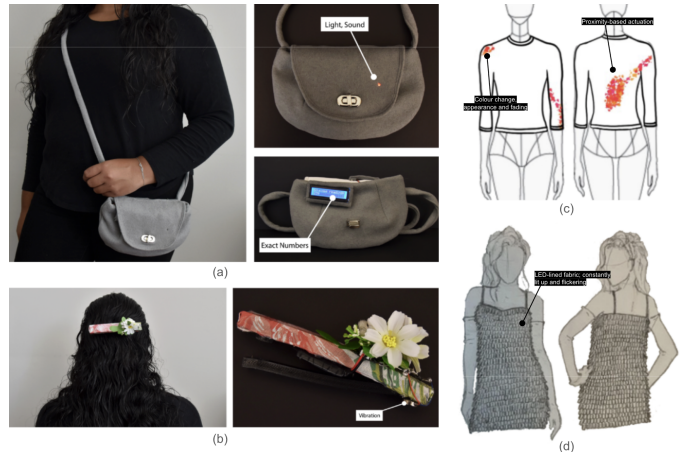 Light, Sound
Exact Numbers
(a)
Vibration
(b)
Proximity-based actuation
Colour change,
appearance and fading
(c)
LED-lined fabric; constantly
lit up and flickering
(d)